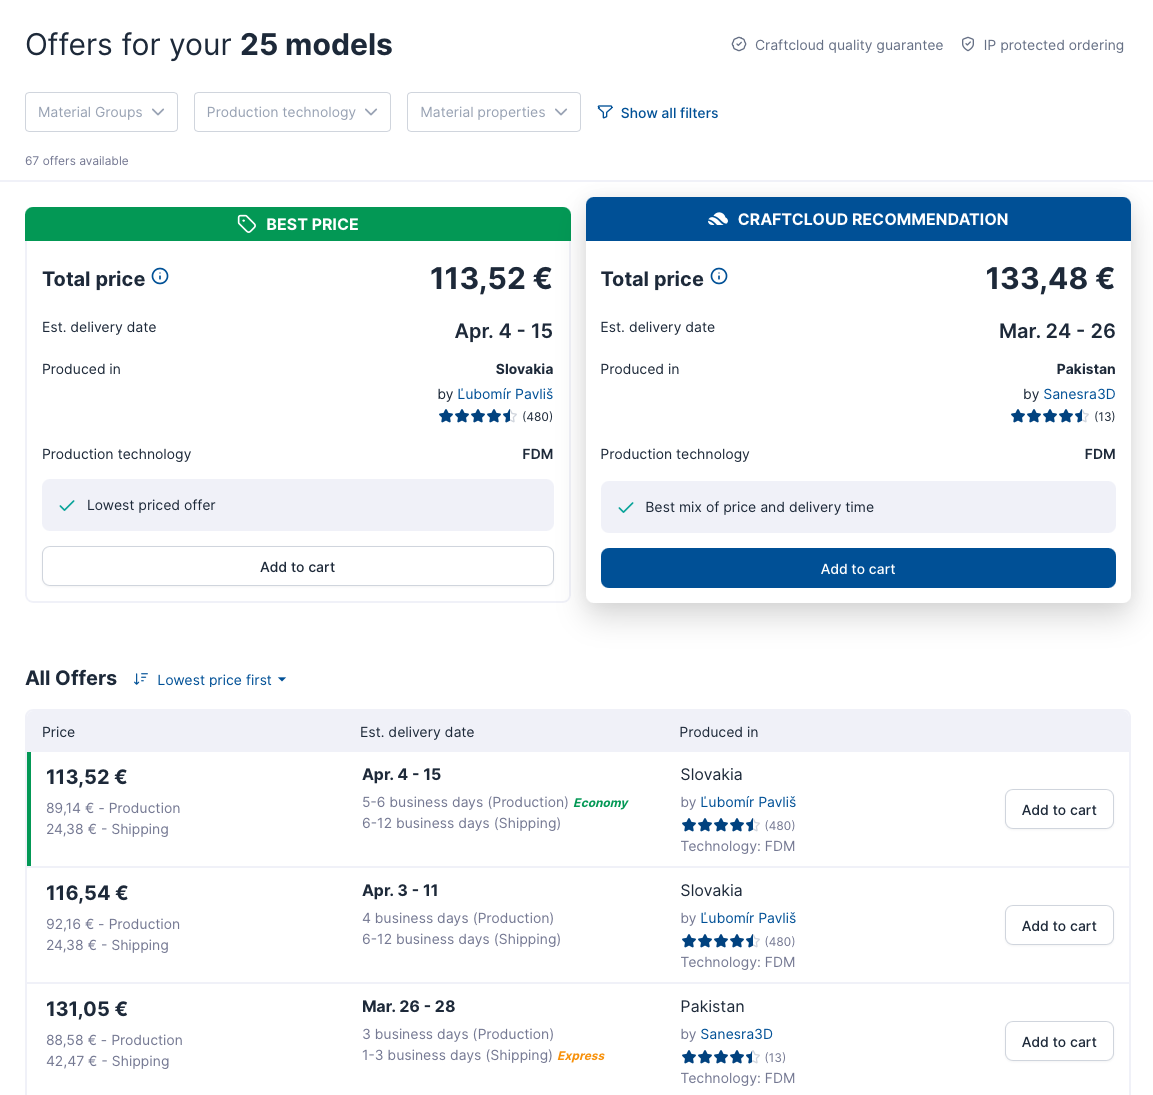 Offers for your 25 models
Craftcloud quality guarantee
IP protected ordering
Material Groups
Production technology
Material properties
Show all filters
67 offers available
BEST PRICE
Total price
113,52 €
Est. delivery date
Apr. 4 - 15
Produced in
Slovakia
by Ľubomír Pavliš
(480)
Production technology
FDM
Lowest priced offer
Add to cart
CRAFTCLOUD RECOMMENDATION
Total price
133,48 €
Est. delivery date
Mar. 24 - 26
Produced in
Pakistan
by Sanesra3D
(13)
Production technology
FDM
Best mix of price and delivery time
Add to cart
All Offers
Lowest price first
Price
Est. delivery date
Produced in
113,52 €
89,14 € - Production
24,38 € - Shipping
Apr. 4 - 15
5-6 business days (Production) Economy
6-12 business days (Shipping)
Slovakia
by Ľubomír Pavliš
(480)
Technology: FDM
Add to cart
116,54 €
92,16 € - Production
24,38 € - Shipping
Apr. 3 - 11
4 business days (Production)
6-12 business days (Shipping)
Slovakia
by Ľubomír Pavliš
(480)
Technology: FDM
Add to cart
131,05 €
88,58 € - Production
42,47 € - Shipping
Mar. 26 - 28
3 business days (Production)
1-3 business days (Shipping) Express
Pakistan
by Sanesra3D
(13)
Technology: FDM
Add to cart